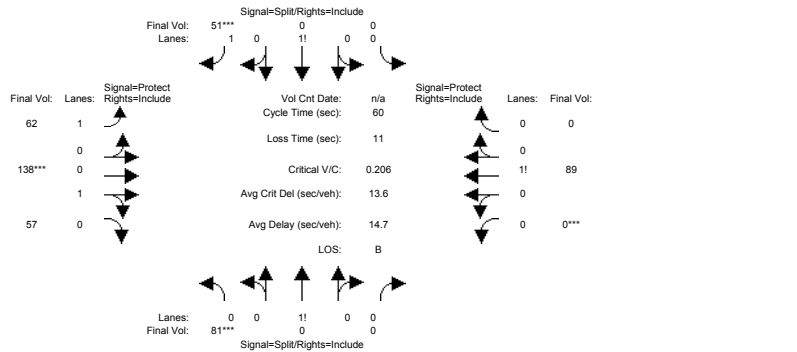 Signal=Split/Rights=Include
Final Vol: 51*** 0 0
Lanes: 1 0 1! 0 0
Signal=Protect Signal=Protect
Final Vol: Lanes: Rights=Include Vol Cnt Date: n/a Rights=Include Lanes: Final Vol:
Cycle Time (sec): 60
62 1 0 0
Loss Time (sec): 11
0 0
138*** 0 Critical V/C: 0.206 1! 89
1 Avg Crit Del (sec/veh): 13.6 0
57 0 Avg Delay (sec/veh): 14.7 0 0***
LOS: B
Lanes: 0 0 1! 0 0
Final Vol: 81*** 0 0
Signal=Split/Rights=Include